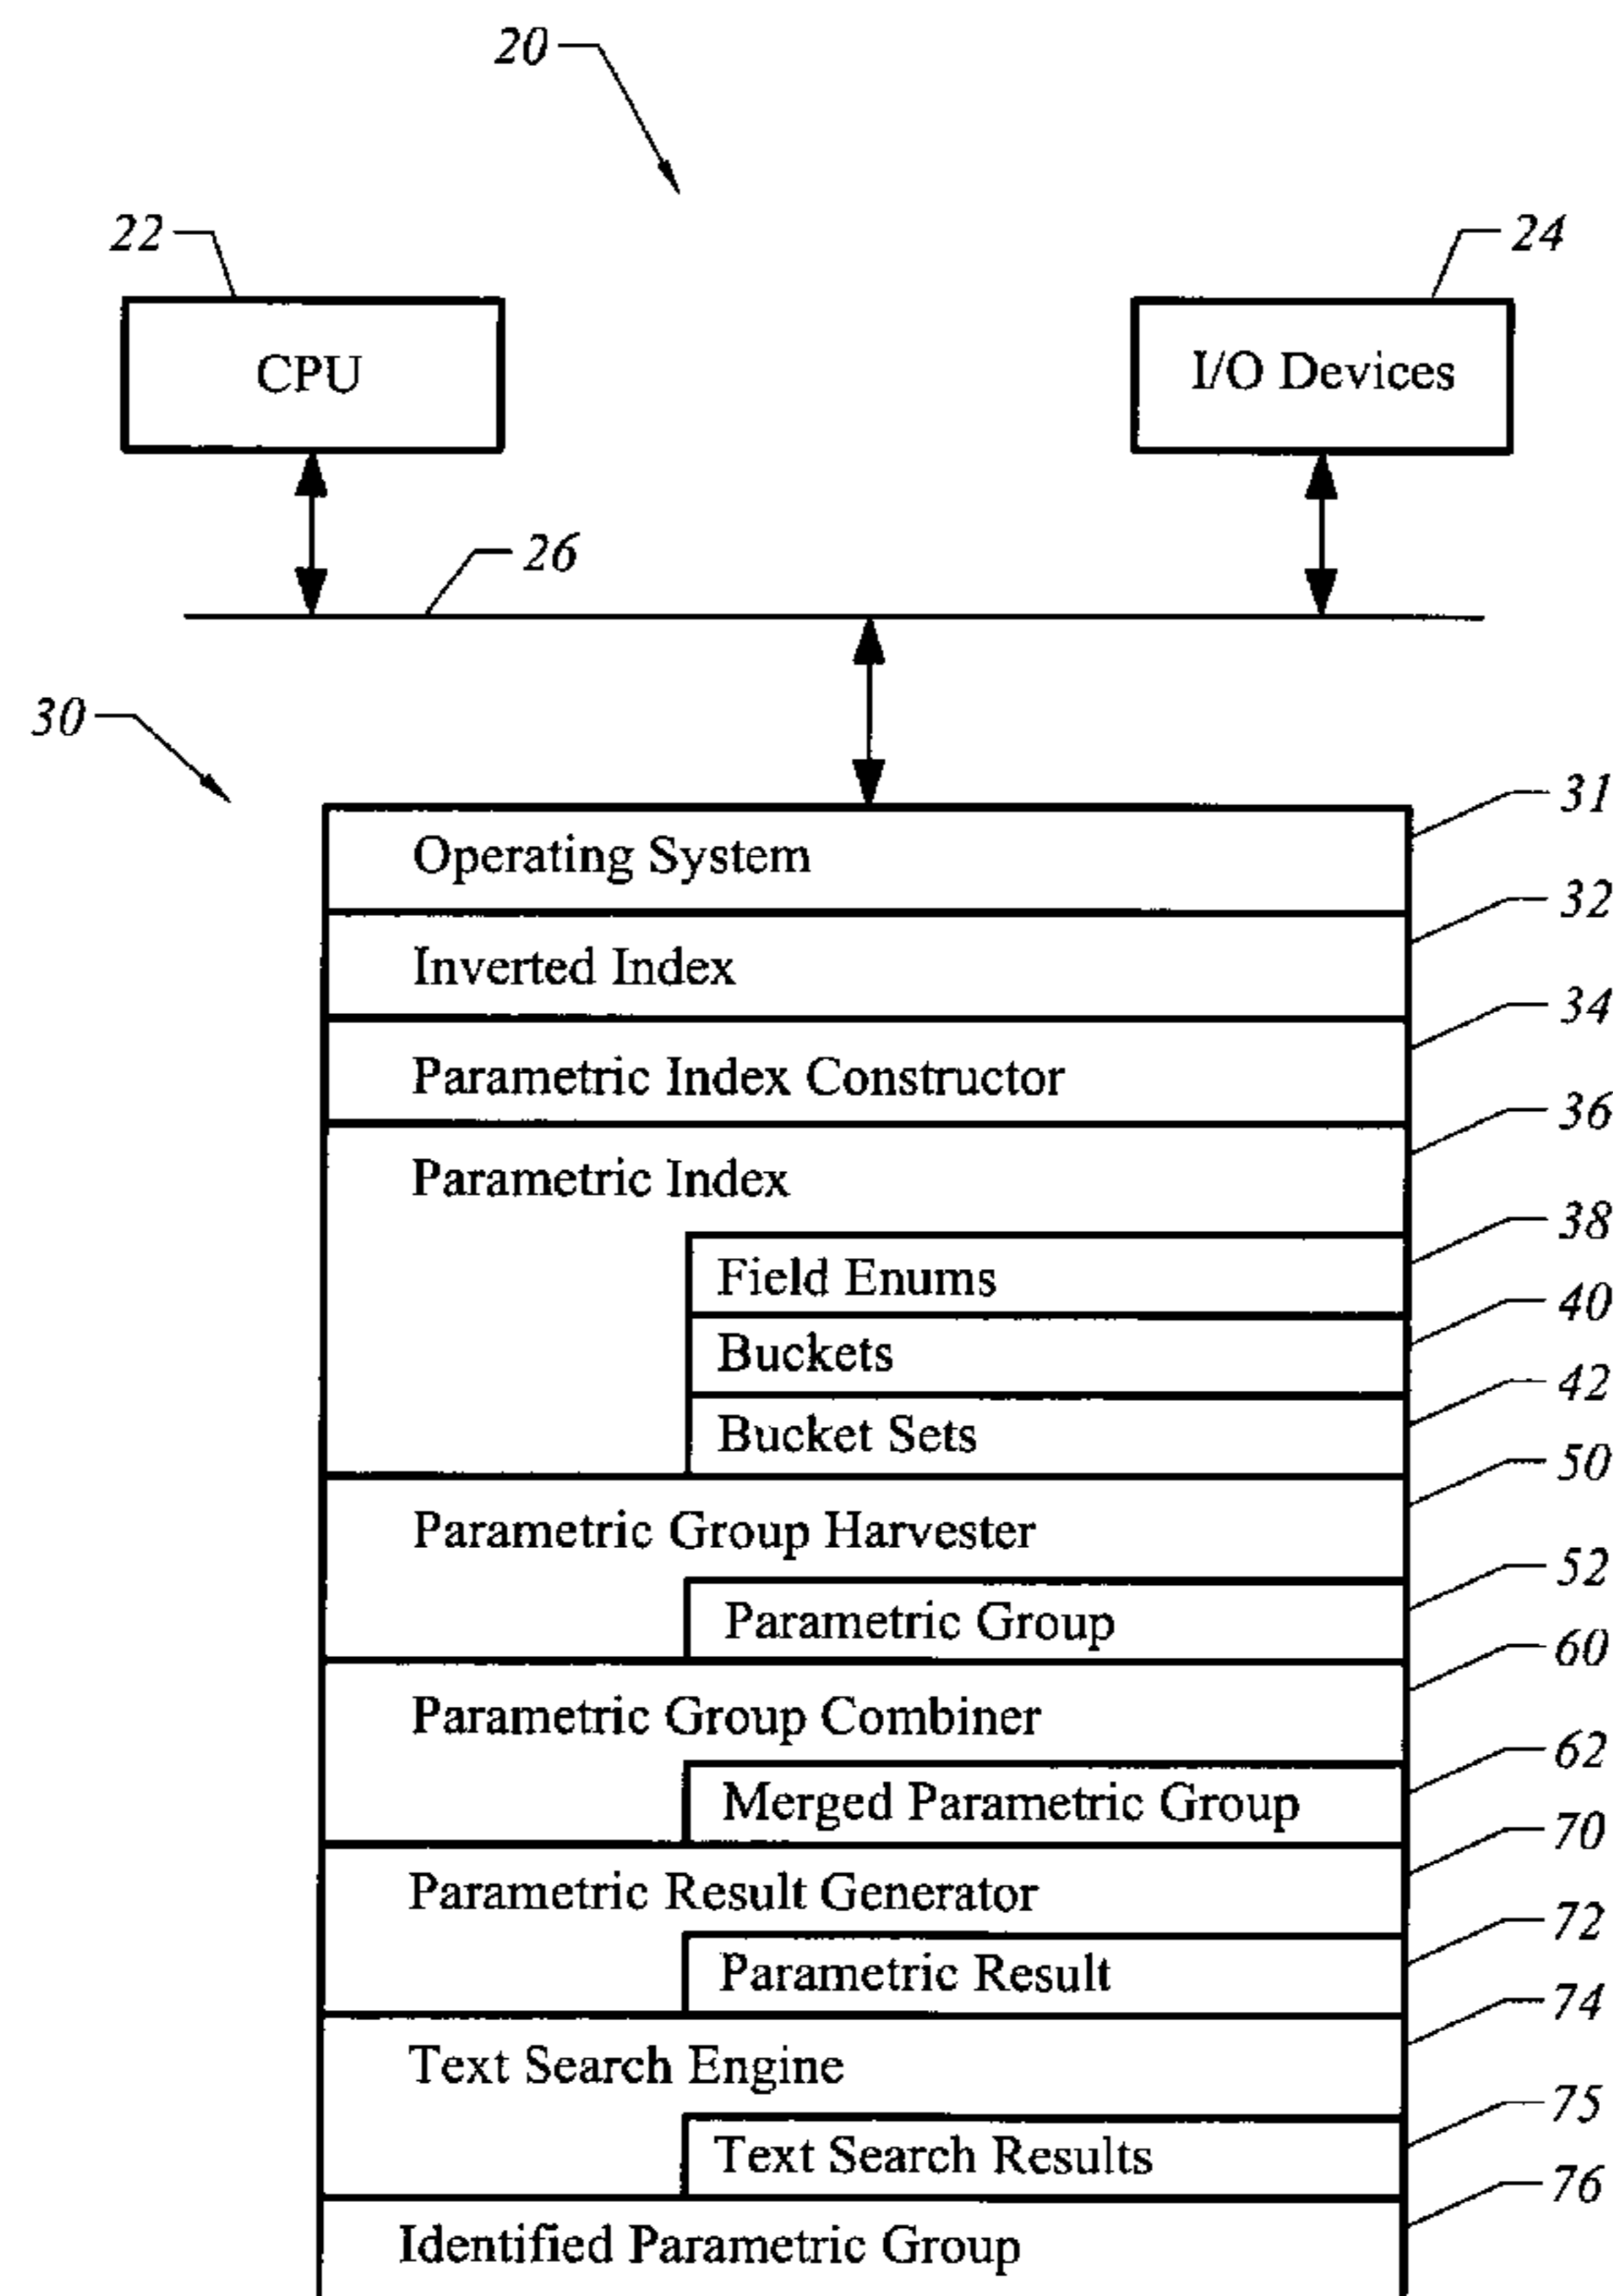 20
22
24
CPU
I/O Devices
26
30
31
Operating System
32
Inverted Index
34
Parametric Index Constructor
36
Parametric Index
38
Field Enums
40
Buckets
42
Bucket Sets
50
Parametric Group Harvester
52
Parametric Group
60
Parametric Group Combiner
62
Merged Parametric Group
70
Parametric Result Generator
72
Parametric Result
74
Text Search Engine
75
Text Search Results
76
Identified Parametric Group